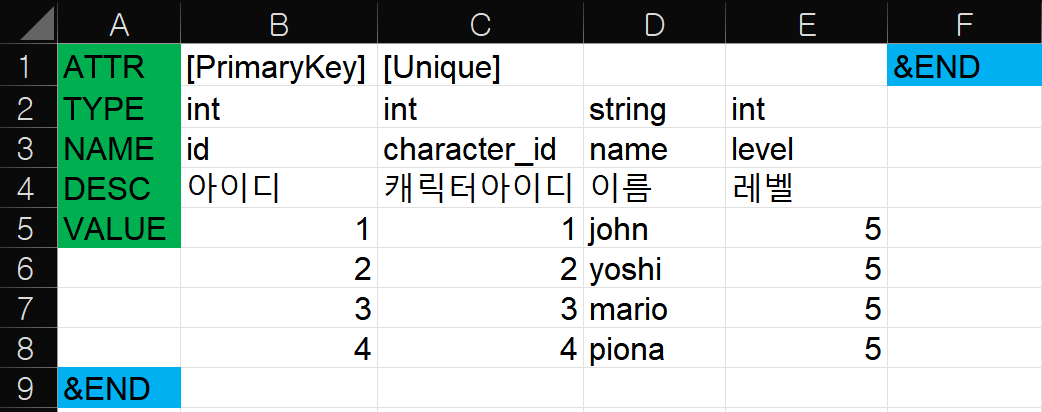 A B C D E F
1 ATTR [PrimaryKey] [Unique] &END
2 TYPE int int string int
3 NAME id character_id name level
4 DESC 아이디 캐릭터아이디 이름 레벨
5 VALUE 1 1 john 5
6 2 2 yoshi 5
7 3 3 mario 5
8 4 4 piona 5
9 &END